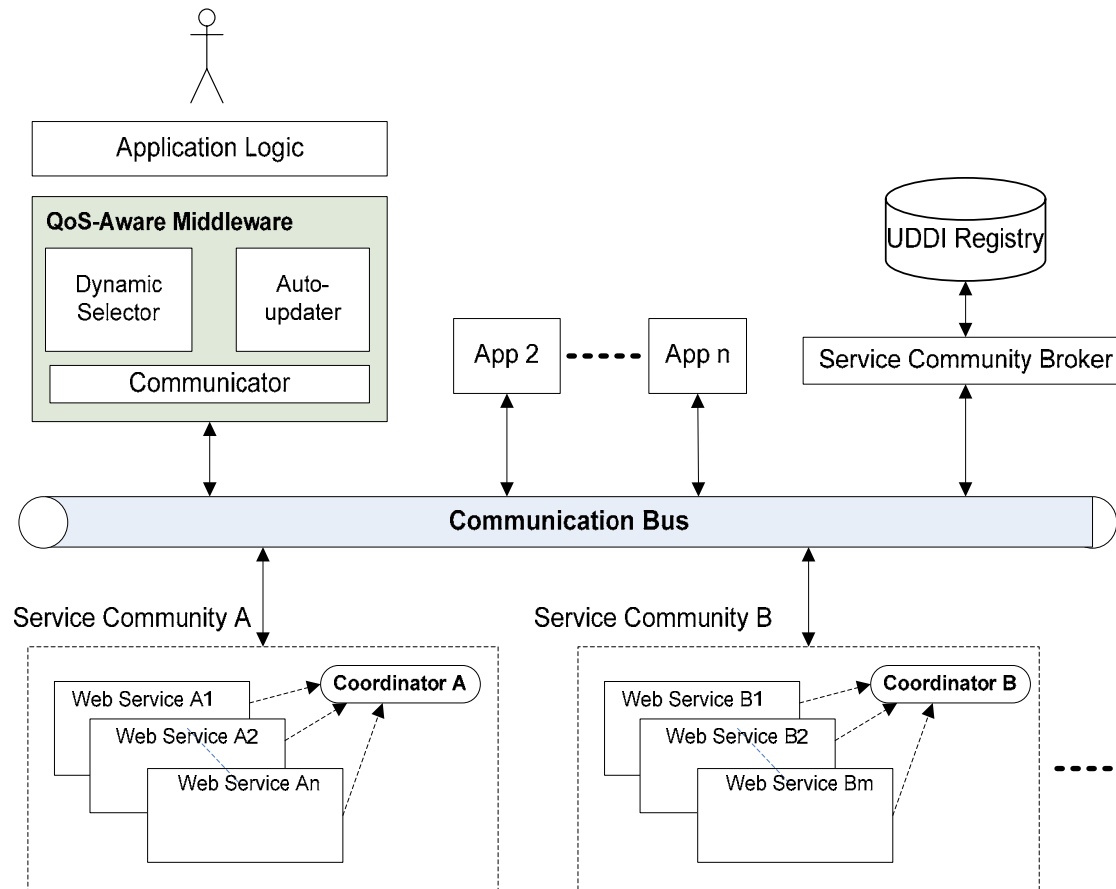 Application Logic
QoS-Aware Middleware
Dynamic
Selector
Auto-
updater
Communicator
App 2
App n
UDDI Registry
Service Community Broker
Communication Bus
Service Community A
Web Service A1
Web Service A2
Web Service An
Coordinator A
Service Community B
Web Service B1
Web Service B2
Web Service Bm
Coordinator B